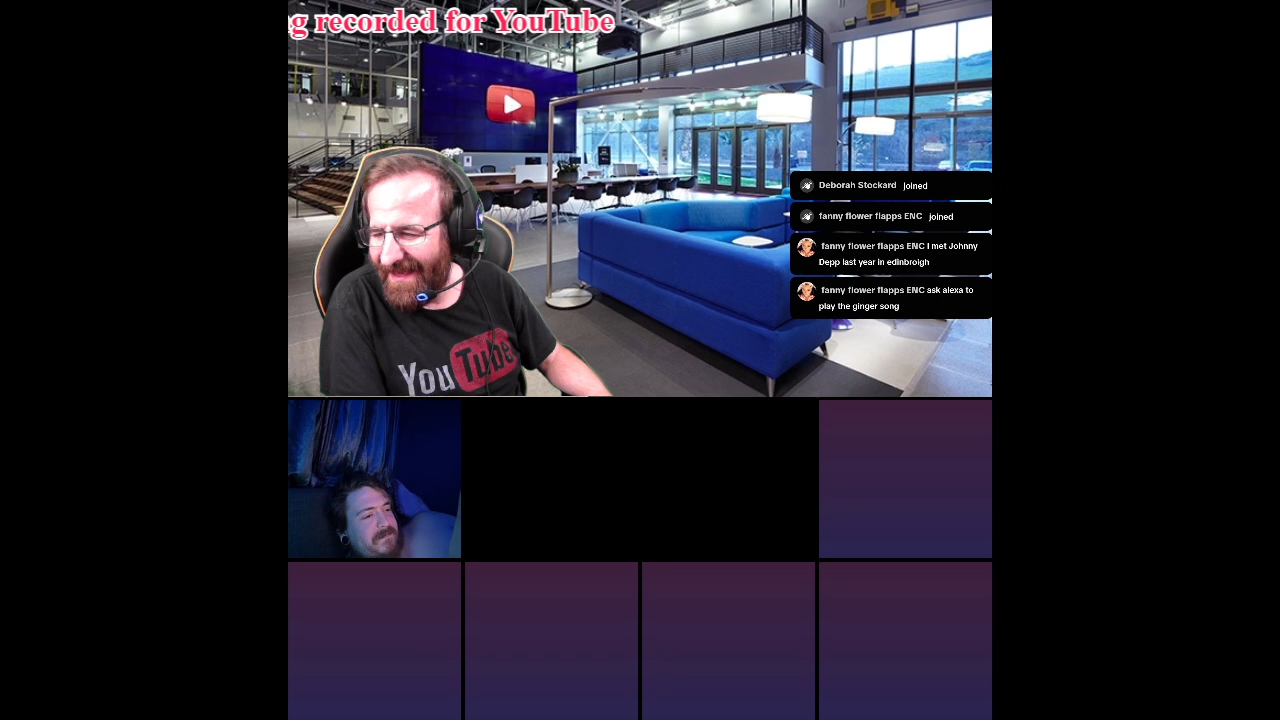 g recorded for YouTube
Deborah Stockard joined
fanny flower flapps ENC joined
fanny flower flapps ENC I met Johnny
Depp last year in edinbroigh
fanny flower flapps ENC ask alexa to
play the ginger song
YouTube